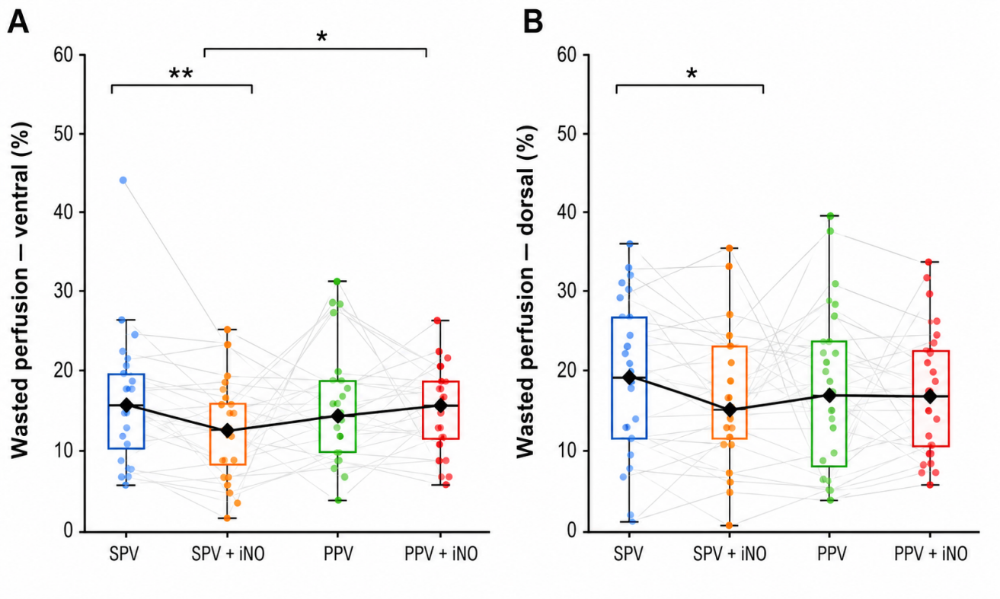 A
Wasted perfusion — ventral (%)
60
50
40
30
20
10
0
**
*
SPV
SPV + iNO
PPV
PPV + iNO
B
Wasted perfusion — dorsal (%)
60
50
40
30
20
10
0
*
SPV
SPV + iNO
PPV
PPV + iNO